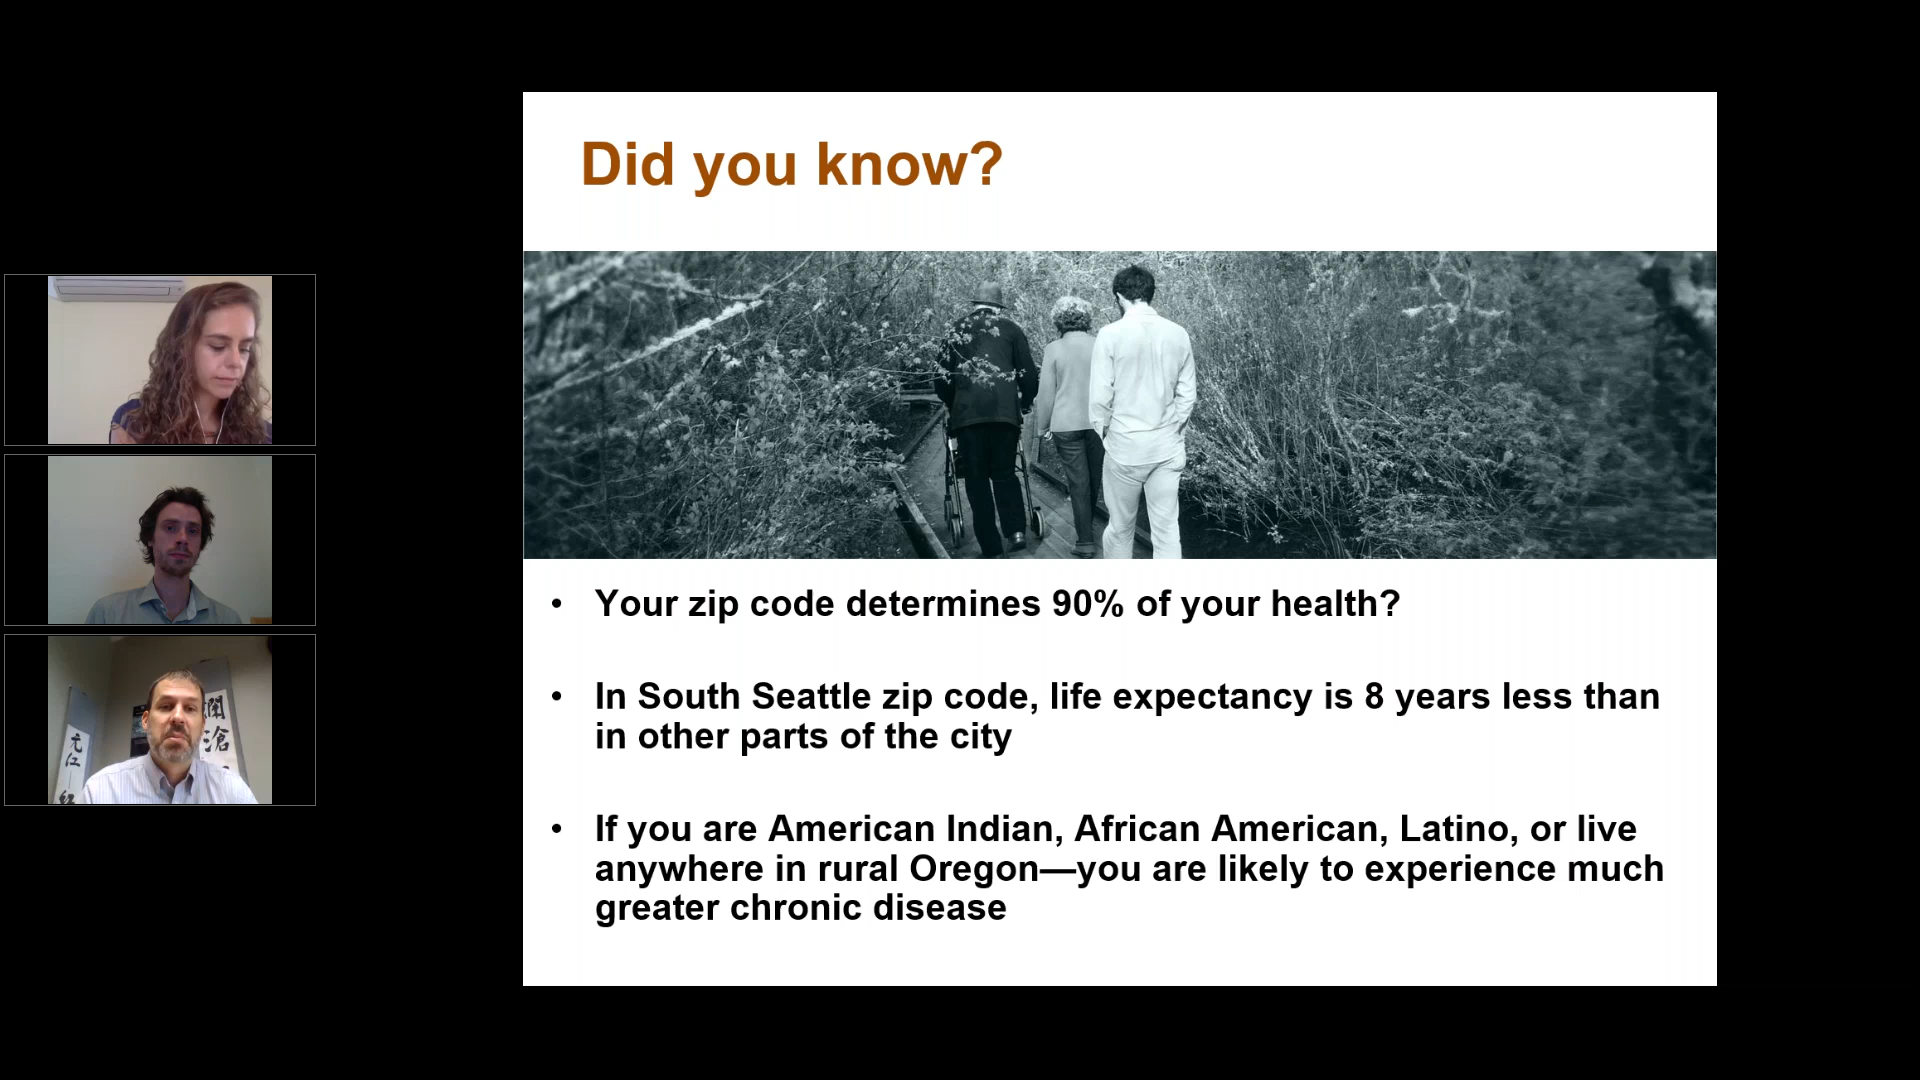 Did you know?
• Your zip code determines 90% of your health?
• In South Seattle zip code, life expectancy is 8 years less than
in other parts of the city
• If you are American Indian, African American, Latino, or live
anywhere in rural Oregon—you are likely to experience much
greater chronic disease